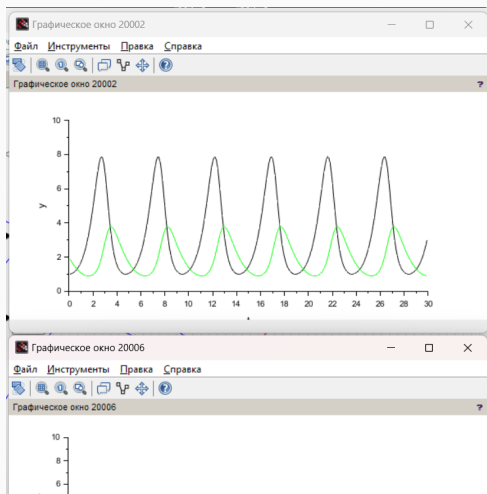 Графическое окно 20002
Файл Инструменты Правка Справка
Графическое окно 20002 ?
10
8
6
4
2
0
y
0 2 4 6 8 10 12 14 16 18 20 22 24 26 28 30
Графическое окно 20006
Файл Инструменты Правка Справка
Графическое окно 20006 ?
10
8